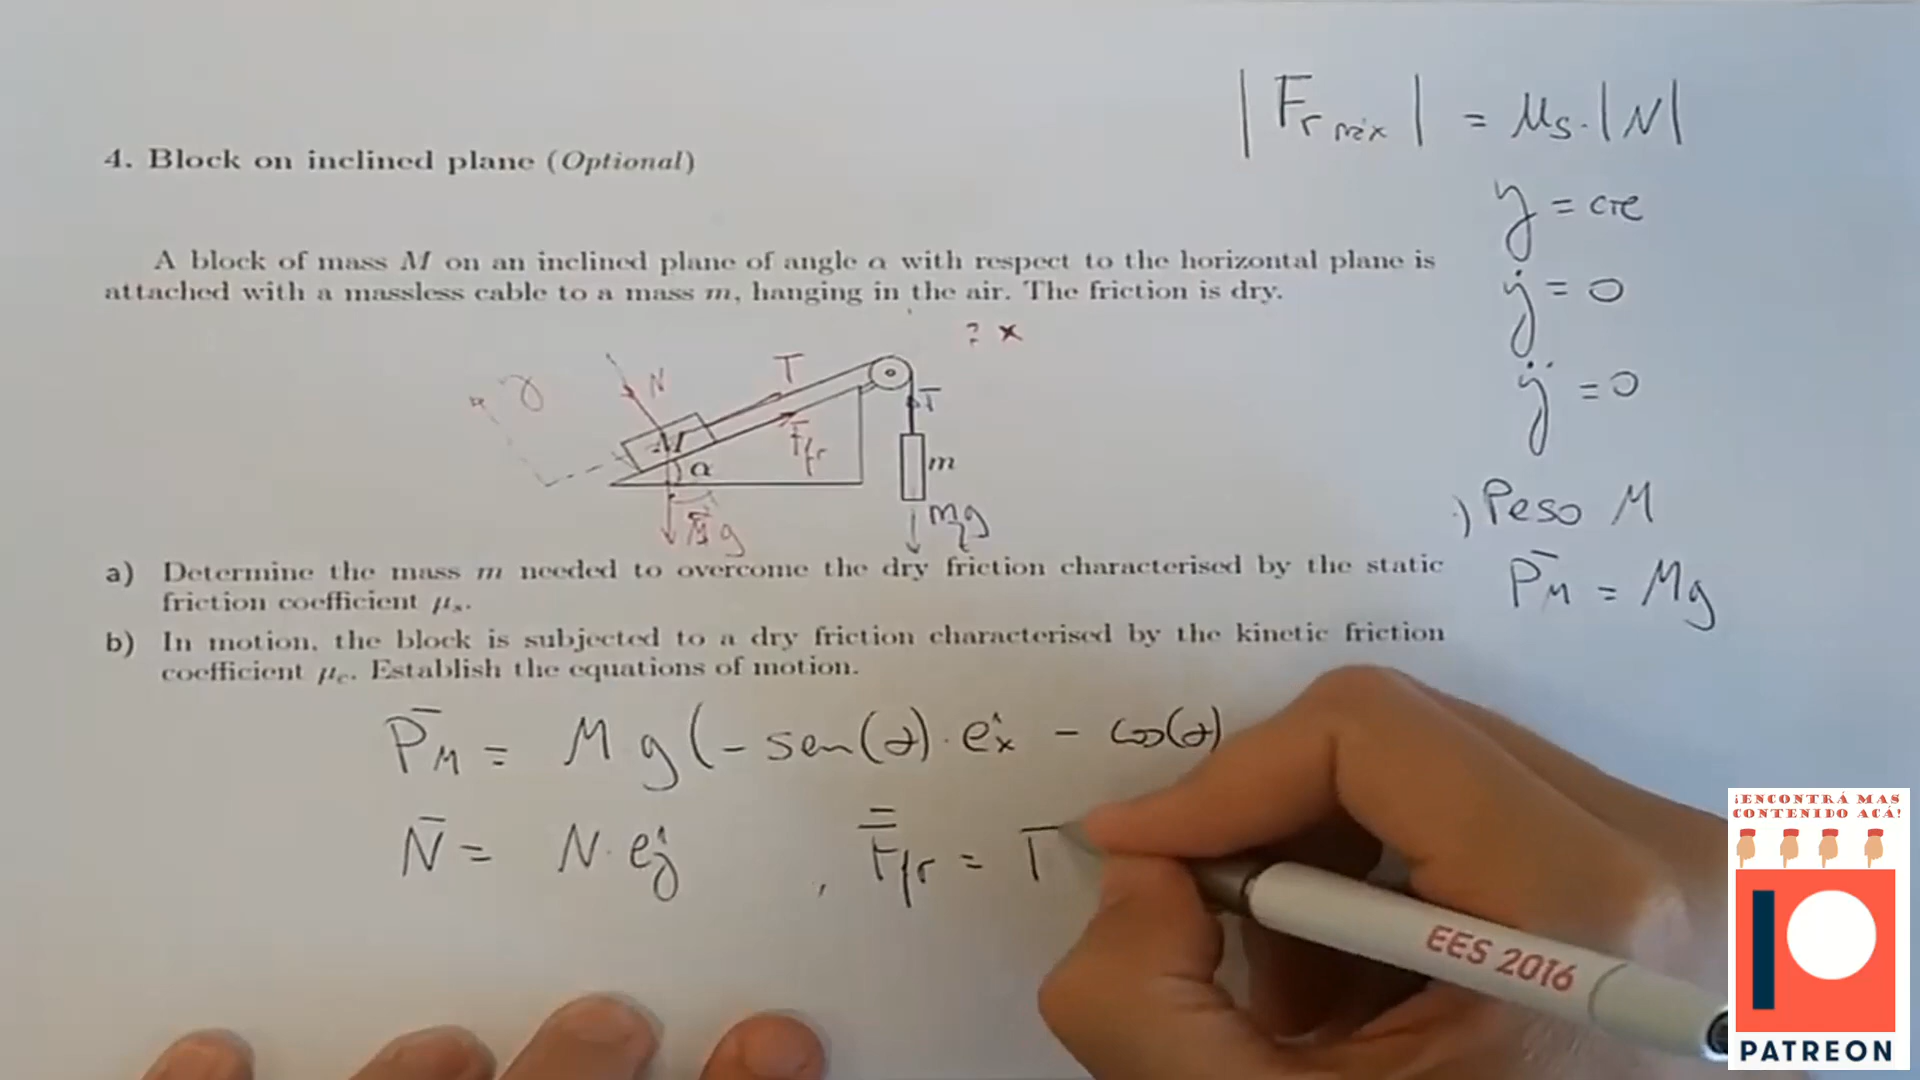 |Fr máx| = μs·|N|
y = cte
ẏ = 0
ÿ = 0
·) Peso M
P̄M = Mg
4. Block on inclined plane (Optional)
A block of mass M on an inclined plane of angle α with respect to the horizontal plane is
attached with a massless cable to a mass m, hanging in the air. The friction is dry.
? x
N
T
T
M
Ffr
α
m
Mg
mg
a) Determine the mass m needed to overcome the dry friction characterised by the static
friction coefficient μs.
b) In motion, the block is subjected to a dry friction characterised by the kinetic friction
coefficient μc. Establish the equations of motion.
P̄M = Mg(-sen(α)·ex - cos(α)
N̄ = N·ej , F̄fr = F
EES 2016
¡ENCONTRÁ MAS
CONTENIDO ACÁ!
PATREON